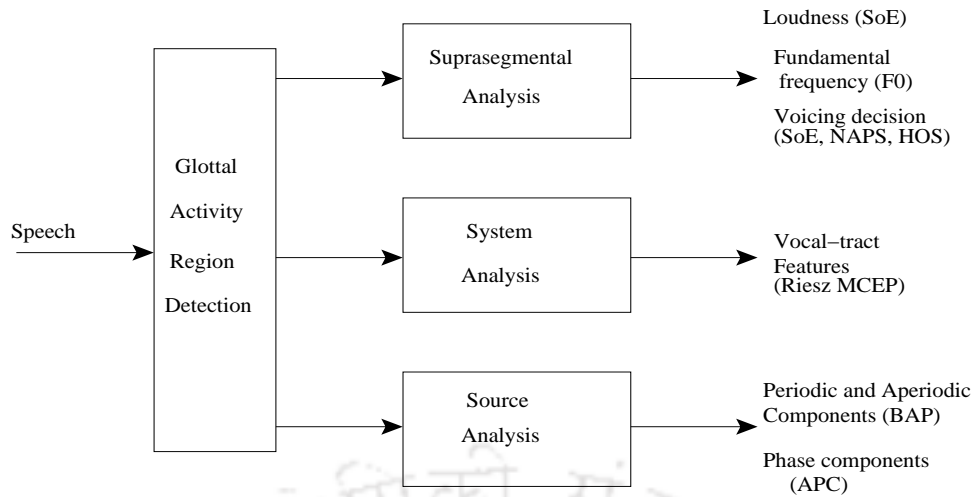 Speech
Glottal
Activity
Region
Detection
Suprasegmental
Analysis
Loudness (SoE)
Fundamental
frequency (F0)
Voicing decision
(SoE, NAPS, HOS)
System
Analysis
Vocal−tract
Features
(Riesz MCEP)
Source
Analysis
Periodic and Aperiodic
Components (BAP)
Phase components
(APC)